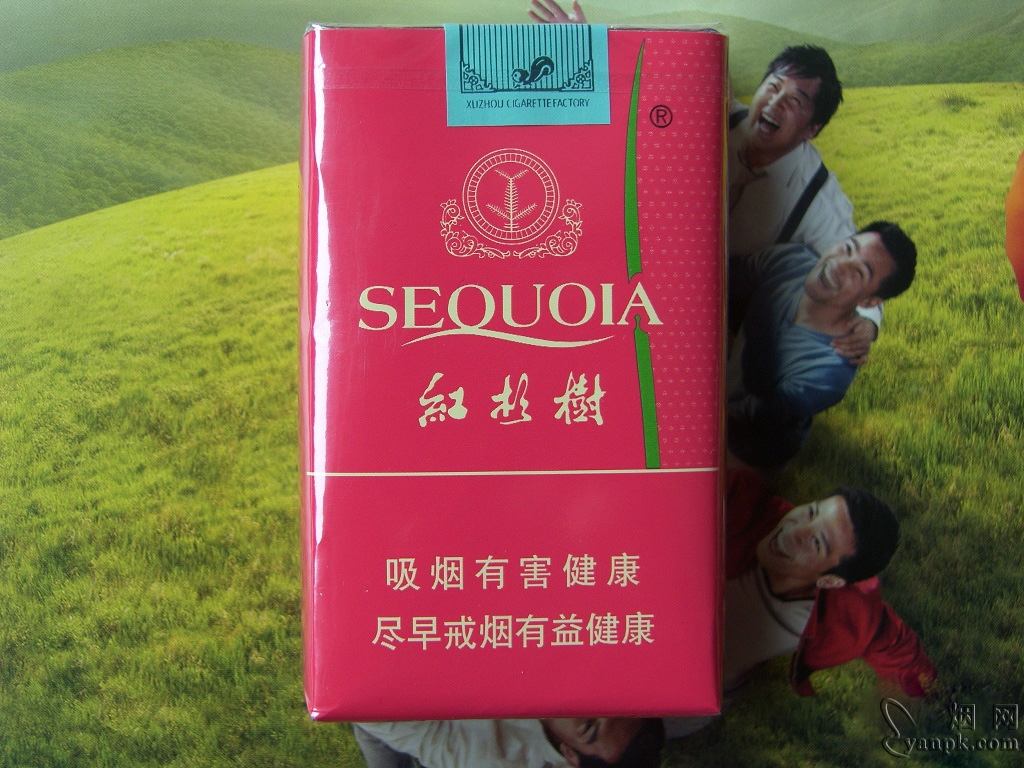 XUZHOU CIGARETTE FACTORY
®
SEQUOIA
紅杉樹
吸烟有害健康
尽早戒烟有益健康
烟网
yanpk.com